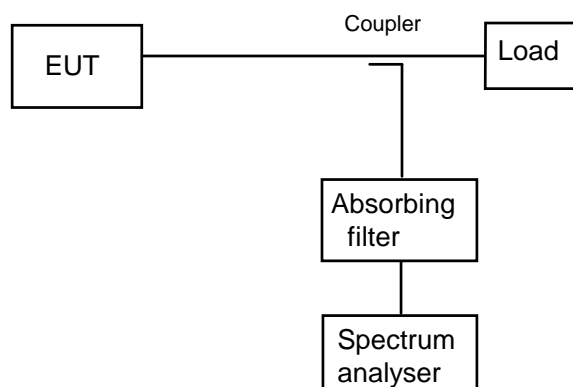 Coupler
EUT
Load
Absorbing
filter
Spectrum
analyser